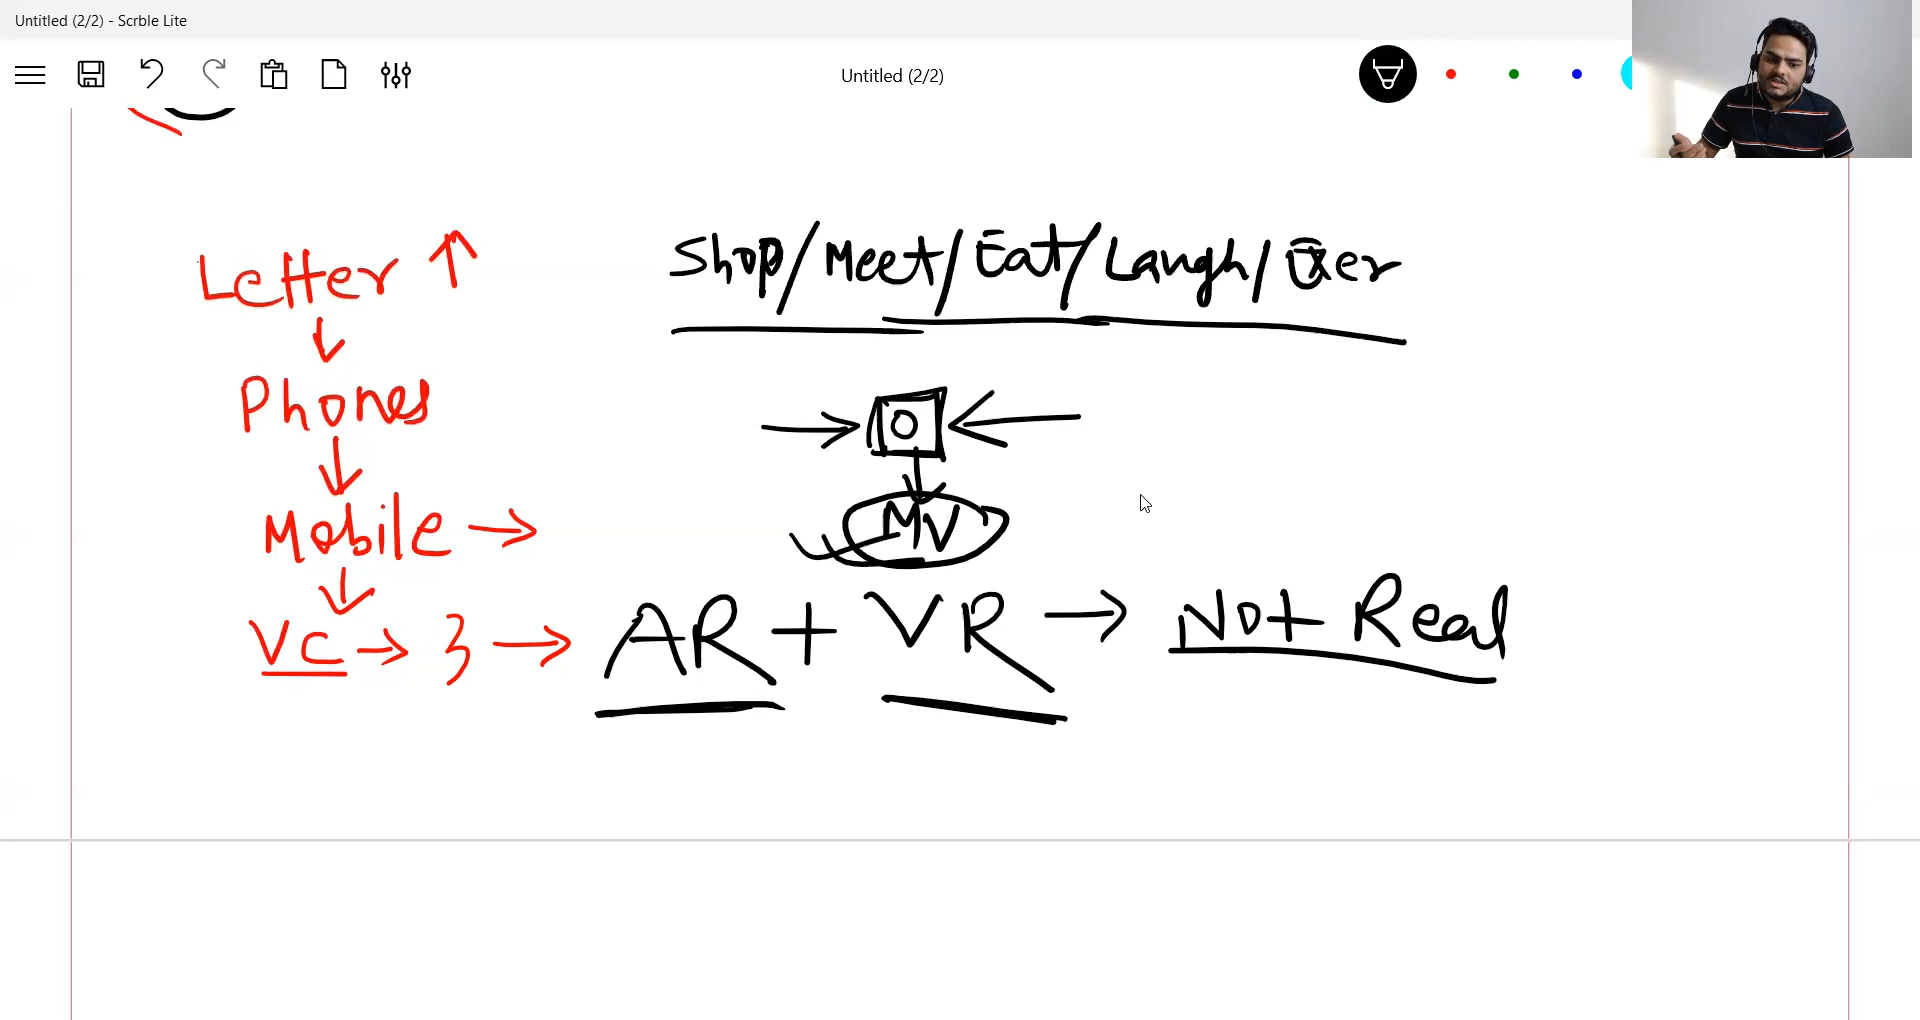 Untitled (2/2) - Scrble Lite
Untitled (2/2)
Letter ↑
Shop/Meet/Eat/Laugh/Exer
Phones
O
Mobile →
MV
VC → 3 → AR + VR → Not Real